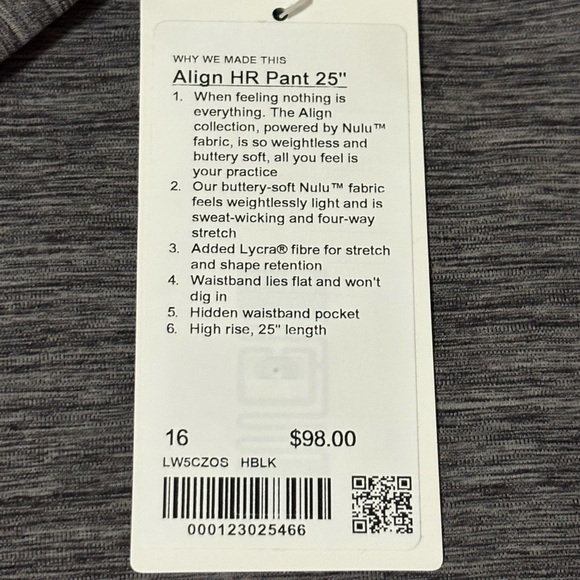 WHY WE MADE THIS
Align HR Pant 25"
1. When feeling nothing is
everything. The Align
collection, powered by Nulu™
fabric, is so weightless and
buttery soft, all you feel is
your practice
2. Our buttery-soft Nulu™ fabric
feels weightlessly light and is
sweat-wicking and four-way
stretch
3. Added Lycra® fibre for stretch
and shape retention
4. Waistband lies flat and won't
dig in
5. Hidden waistband pocket
6. High rise, 25" length
16 $98.00
LW5CZOS HBLK
000123025466